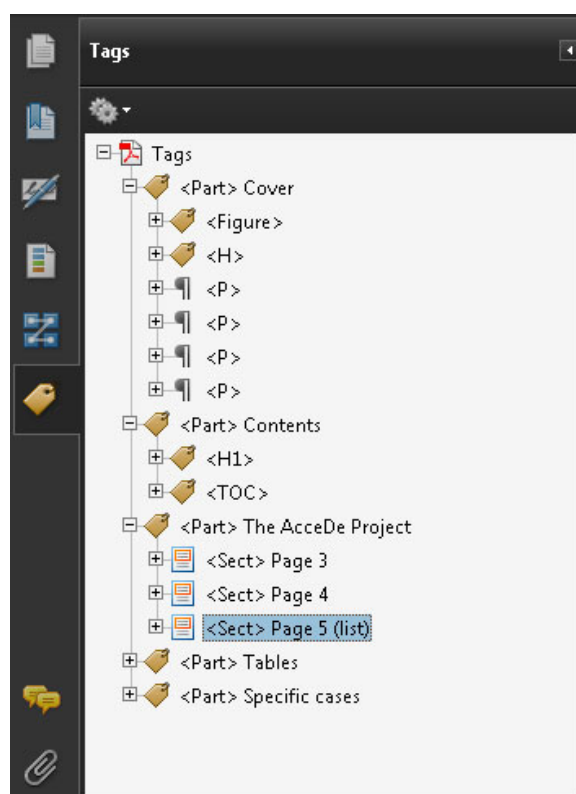 Tags
Tags
<Part> Cover
<Figure>
<H>
<P>
<P>
<P>
<P>
<Part> Contents
<H1>
<TOC>
<Part> The AcceDe Project
<Sect> Page 3
<Sect> Page 4
<Sect> Page 5 (list)
<Part> Tables
<Part> Specific cases